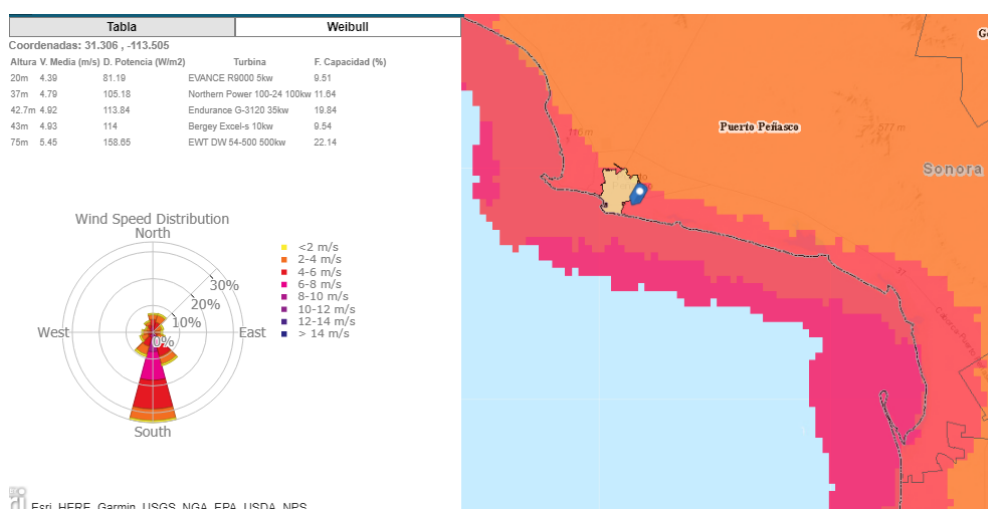 Tabla Weibull
Coordenadas: 31.306 , -113.505
Altura V. Media (m/s) D. Potencia (W/m2) Turbina F. Capacidad (%)
20m 4.39 81.19 EVANCE R9000 5kw 9.51
37m 4.79 105.18 Northern Power 100-24 100kw 11.64
42.7m 4.92 113.84 Endurance G-3120 35kw 19.84
43m 4.93 114 Bergey Excel-s 10kw 9.54
75m 5.45 158.65 EWT DW 54-500 500kw 22.14
Wind Speed Distribution
North
30%
20%
10%
0%
West
East
South
<2 m/s
2-4 m/s
4-6 m/s
6-8 m/s
8-10 m/s
10-12 m/s
12-14 m/s
> 14 m/s
Esri, HERE, Garmin, USGS, NGA, EPA, USDA, NPS
Puerto Peñasco
577 m
Sonora